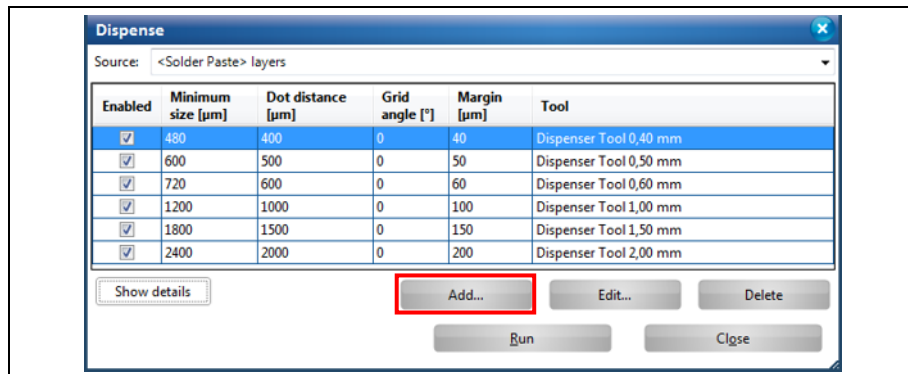 Dispense
Source: <Solder Paste> layers
Enabled Minimum size [µm] Dot distance [µm] Grid angle [°] Margin [µm] Tool
480 400 0 40 Dispenser Tool 0,40 mm
600 500 0 50 Dispenser Tool 0,50 mm
720 600 0 60 Dispenser Tool 0,60 mm
1200 1000 0 100 Dispenser Tool 1,00 mm
1800 1500 0 150 Dispenser Tool 1,50 mm
2400 2000 0 200 Dispenser Tool 2,00 mm
Show details Add... Edit... Delete
Run Close